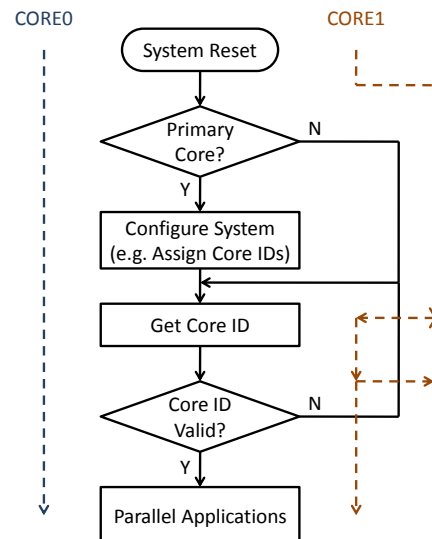 CORE0
CORE1
System Reset
Primary
Core?
N
Y
Configure System
(e.g. Assign Core IDs)
Get Core ID
Core ID
Valid?
N
Y
Parallel Applications